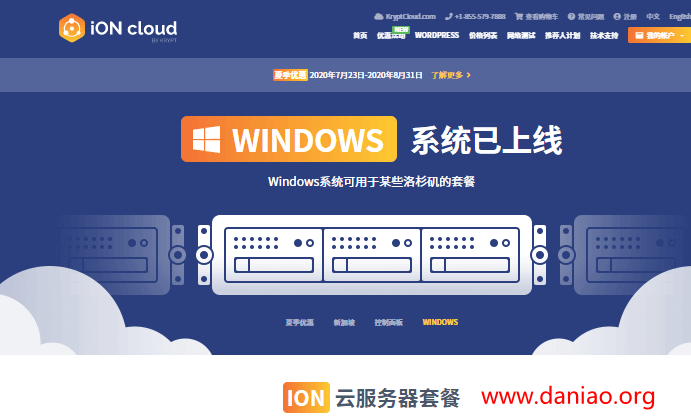 iON cloud
BY KRYPT
KryptCloud.com +1-855-579-7888 查看购物车 常见问题 注册 中文 English
首页 优惠活动 NEW WORDPRESS 价格列表 网络测试 推荐人计划 技术支持 我的帐户
夏季优惠 2020年7月23日-2020年8月31日 了解更多 >
WINDOWS 系统已上线
Windows系统可用于某些洛杉矶的套餐
夏季优惠 新加坡 控制面板 WINDOWS
ION 云服务器套餐 www.daniao.org